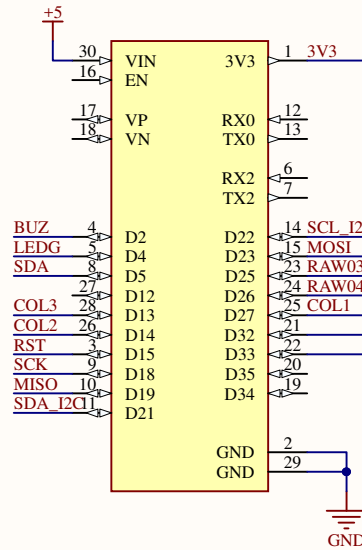 +5
30 VIN 3V3 1 3V3
16 EN
17 VP RX0 12
18 VN TX0 13
RX2 6
TX2 7
BUZ 4 D2 D22 14 SCL_I2
LEDG 5 D4 D23 15 MOSI
SDA 8 D5 D25 23 RAW03
27 D12 D26 24 RAW04
COL3 28 D13 D27 25 COL1
COL2 26 D14 D32 21
RST 3 D15 D33 22
SCK 9 D18 D35 20
MISO 10 D19 D34 19
SDA_I2C 11 D21
GND 2
GND 29
GND